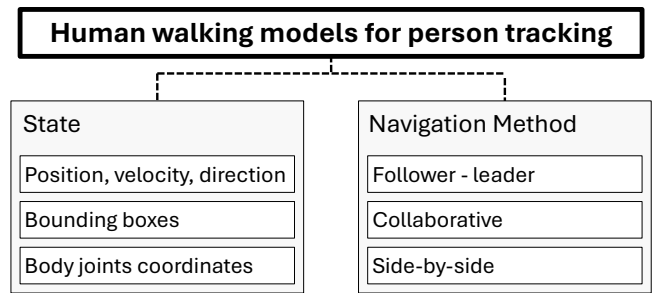 Human walking models for person tracking
State
Position, velocity, direction
Bounding boxes
Body joints coordinates
Navigation Method
Follower - leader
Collaborative
Side-by-side